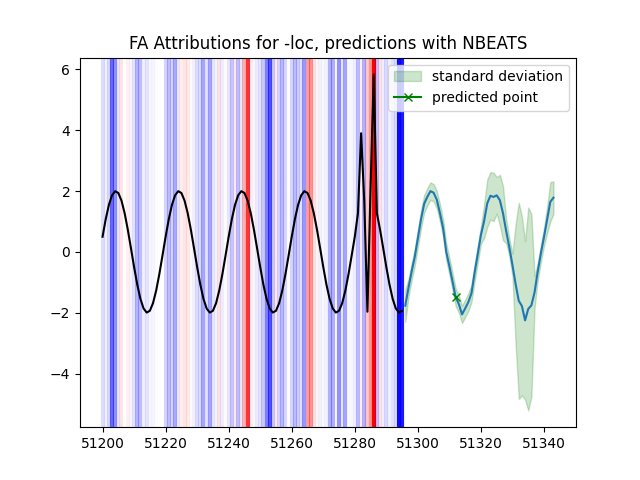 FA Attributions for -loc, predictions with NBEATS
standard deviation
predicted point
6
4
2
0
−2
−4
51200 51220 51240 51260 51280 51300 51320 51340